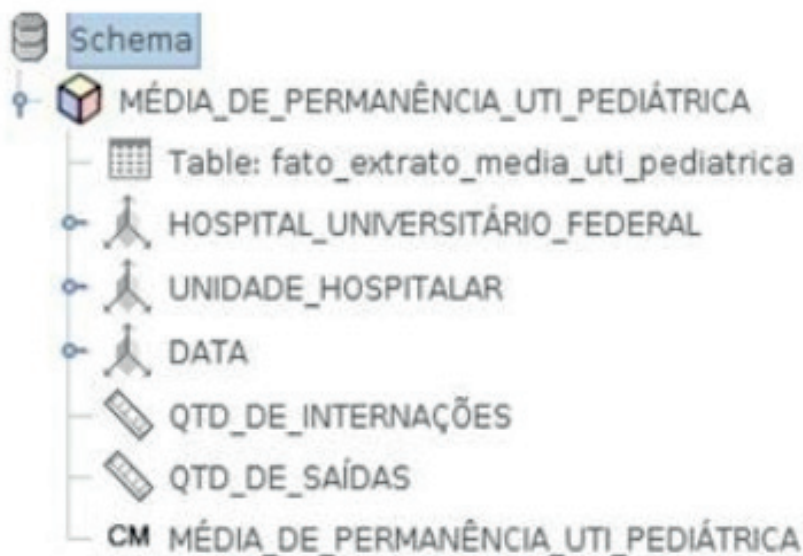 Schema
MÉDIA_DE_PERMANÊNCIA_UTI_PEDIÁTRICA
Table: fato_extrato_media_uti_pediatrica
HOSPITAL_UNIVERSITÁRIO_FEDERAL
UNIDADE_HOSPITALAR
DATA
QTD_DE_INTERNAÇÕES
QTD_DE_SAÍDAS
CM MÉDIA_DE_PERMANÊNCIA_UTI_PEDIÁTRICA